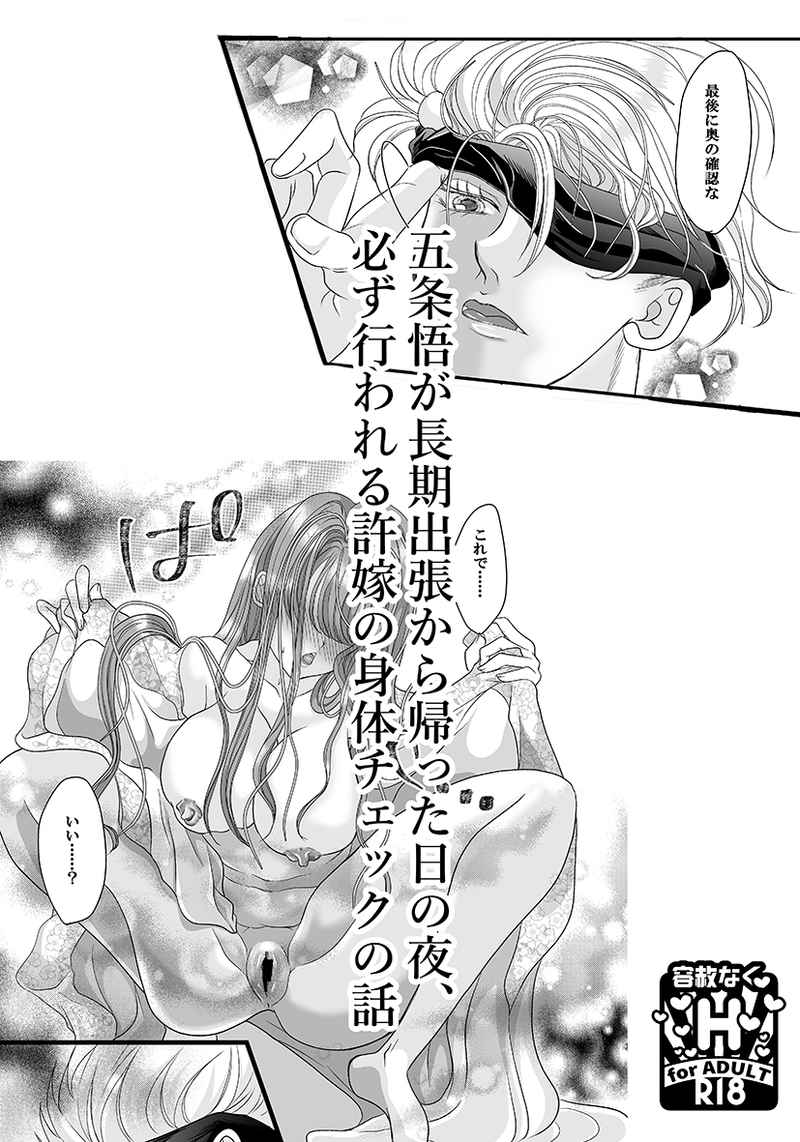 最後に奥の確認な
五条悟が長期出張から帰った日の夜、
必ず行われる許嫁の身体チェックの話
ぱ
これで……
いい……？
容赦なく
H
for ADULT
R18